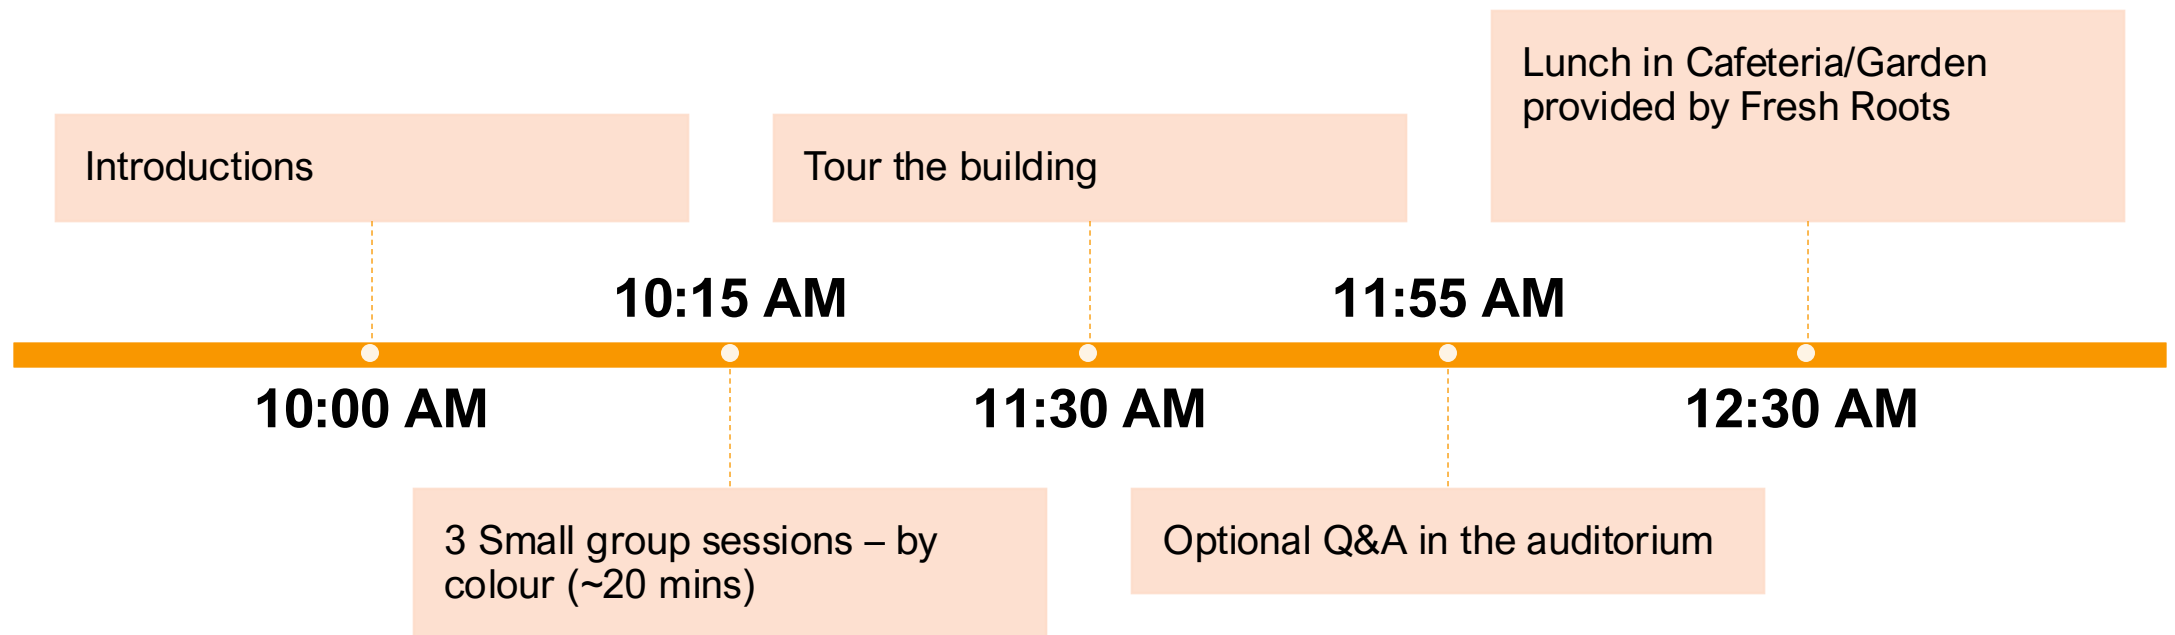 Introductions
10:00 AM
10:15 AM
3 Small group sessions – by
colour (~20 mins)
Tour the building
11:30 AM
11:55 AM
Optional Q&A in the auditorium
Lunch in Cafeteria/Garden
provided by Fresh Roots
12:30 AM